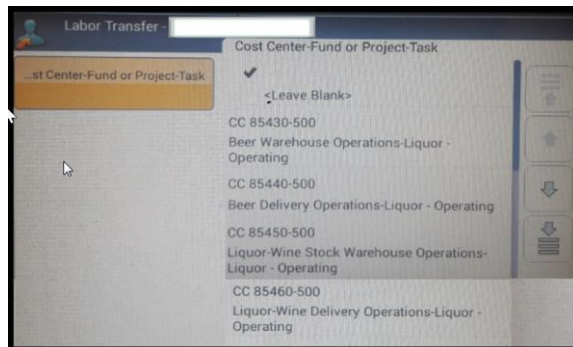 Labor Transfer -
Cost Center-Fund or Project-Task
...st Center-Fund or Project-Task
<Leave Blank>
CC 85430-500
Beer Warehouse Operations-Liquor -
Operating
CC 85440-500
Beer Delivery Operations-Liquor - Operating
CC 85450-500
Liquor-Wine Stock Warehouse Operations-
Liquor - Operating
CC 85460-500
Liquor-Wine Delivery Operations-Liquor -
Operating